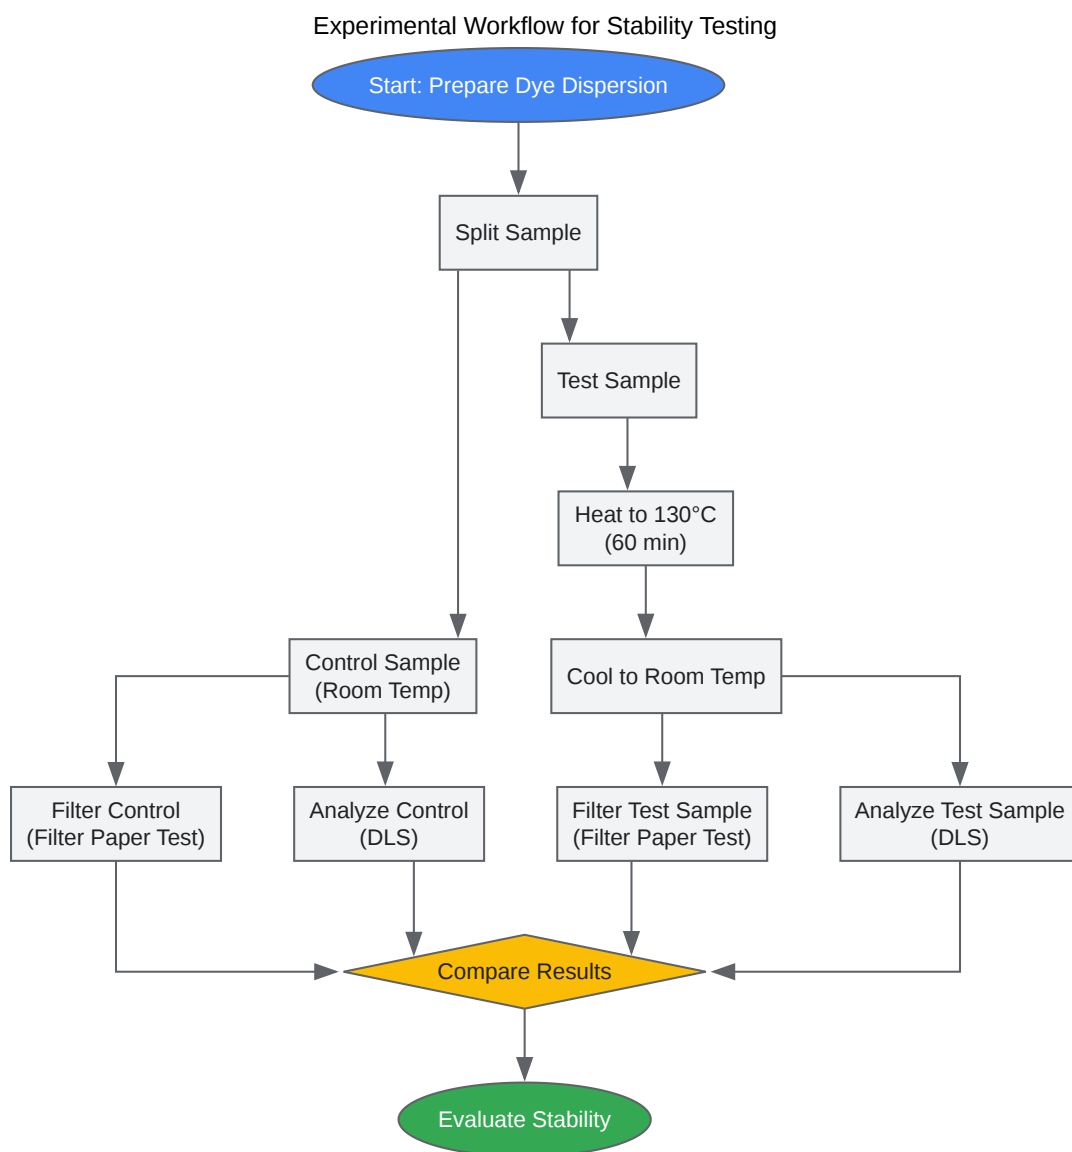 Experimental Workflow for Stability Testing
Start: Prepare Dye Dispersion
Split Sample
Test Sample
Heat to 130°C
(60 min)
Control Sample
(Room Temp)
Cool to Room Temp
Filter Control
(Filter Paper Test)
Analyze Control
(DLS)
Filter Test Sample
(Filter Paper Test)
Analyze Test Sample
(DLS)
Compare Results
Evaluate Stability